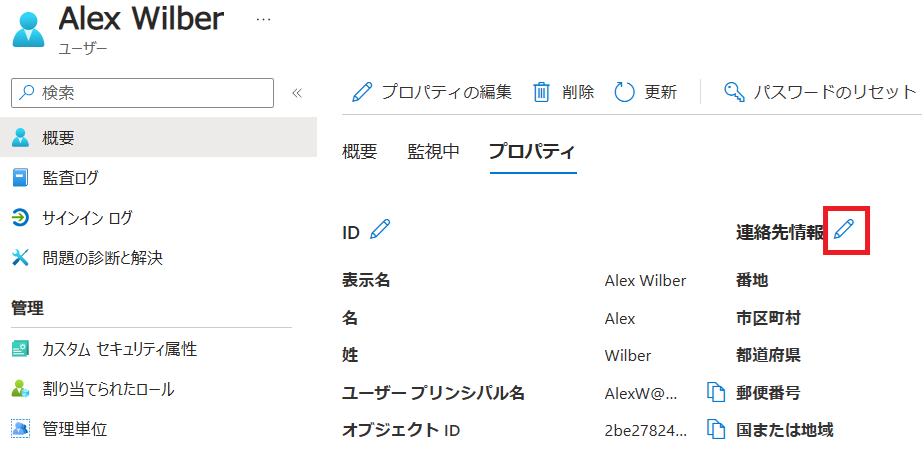 Alex Wilber ...
ユーザー
検索
概要
監査ログ
サインイン ログ
問題の診断と解決
管理
カスタム セキュリティ属性
割り当てられたロール
管理単位
プロパティの編集 削除 更新 パスワードのリセット
概要 監視中 プロパティ
ID 連絡先情報
表示名 Alex Wilber 番地
名 Alex 市区町村
姓 Wilber 都道府県
ユーザー プリンシパル名 AlexW@... 郵便番号
オブジェクト ID 2be27824... 国または地域